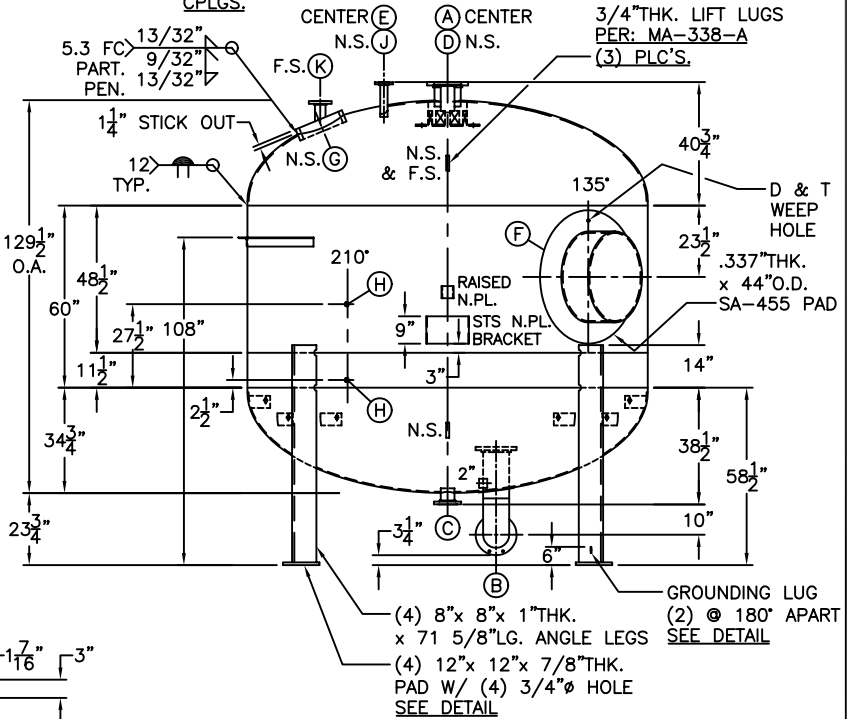 CPLGS.
CENTER E
N.S. J
A CENTER
D N.S.
3/4"THK. LIFT LUGS
PER: MA-338-A
(3) PLC'S.
5.3 FC
PART.
PEN.
13/32"
9/32"
13/32"
F.S. K
1 1/4" STICK OUT
N.S. G
12
TYP.
N.S.
& F.S.
40 3/4"
135°
D & T
WEEP
HOLE
F
23 1/2"
.337"THK.
x 44"O.D.
SA-455 PAD
129 1/2"
O.A.
60"
48 1/2"
27 1/2"
108"
11 1/2"
210°
H
RAISED
N.PL.
9"
STS N.PL.
BRACKET
3"
14"
2 1/2"
H
34 3/4"
N.S.
38 1/2"
58 1/2"
2"
23 3/4"
C
3 1/4"
10"
6"
B
GROUNDING LUG
(2) @ 180° APART
SEE DETAIL
(4) 8"x 8"x 1"THK.
x 71 5/8"LG. ANGLE LEGS
(4) 12"x 12"x 7/8"THK.
PAD W/ (4) 3/4"ø HOLE
SEE DETAIL
1 7/16"
3"